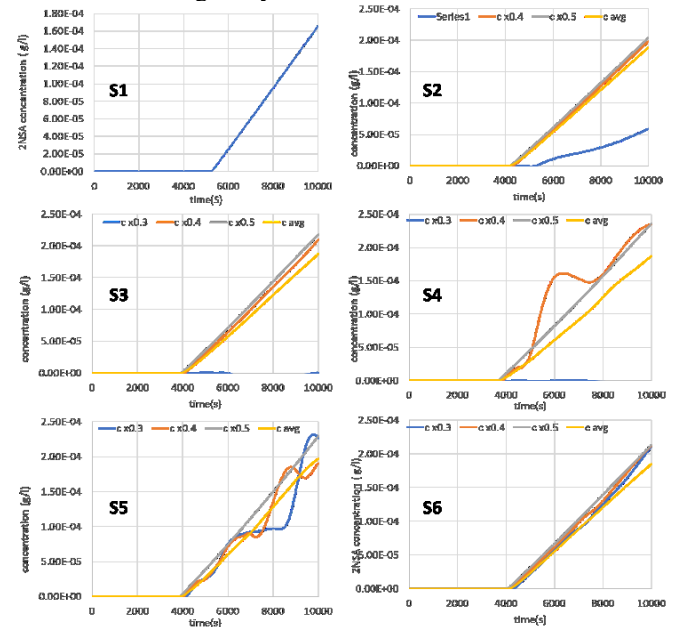 2NSA concentration (g/l)
1.80E-04
1.60E-04
1.40E-04
1.20E-04
1.00E-04
8.00E-05
6.00E-05
4.00E-05
2.00E-05
0.00E+00
S1
0 2000 4000 6000 8000 10000
time(s)
Series1 c x0.4 c x0.5 c avg
concentration (g/l)
2.50E-04
2.00E-04
1.50E-04
1.00E-04
5.00E-05
0.00E+00
S2
0 2000 4000 6000 8000 10000
time(s)
c x0.3 c x0.4 c x0.5 c avg
concentration (g/l)
2.50E-04
2.00E-04
1.50E-04
1.00E-04
5.00E-05
0.00E+00
S3
0 2000 4000 6000 8000 10000
time(s)
c x0.3 c x0.4 c x0.5 c avg
concentration (g/l)
2.50E-04
2.00E-04
1.50E-04
1.00E-04
5.00E-05
0.00E+00
S4
0 2000 4000 6000 8000 10000
time(s)
c x0.3 c x0.4 c x0.5 c avg
concentration (g/l)
2.50E-04
2.00E-04
1.50E-04
1.00E-04
5.00E-05
0.00E+00
S5
0 2000 4000 6000 8000 10000
time(s)
c x0.3 c x0.4 c x0.5 c avg
2NSA concentration (g/l)
2.50E-04
2.00E-04
1.50E-04
1.00E-04
5.00E-05
0.00E+00
S6
0 2000 4000 6000 8000 10000
time(s)